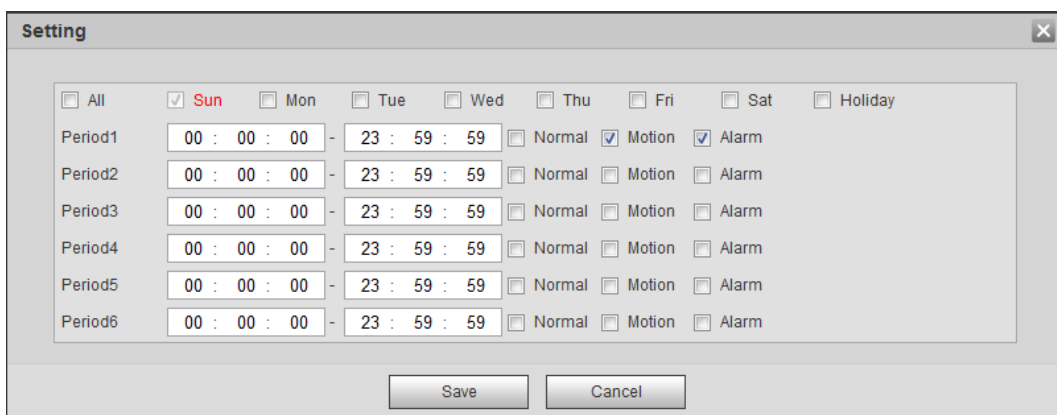 Setting
All Sun Mon Tue Wed Thu Fri Sat Holiday
Period1 00 : 00 : 00 - 23 : 59 : 59 Normal Motion Alarm
Period2 00 : 00 : 00 - 23 : 59 : 59 Normal Motion Alarm
Period3 00 : 00 : 00 - 23 : 59 : 59 Normal Motion Alarm
Period4 00 : 00 : 00 - 23 : 59 : 59 Normal Motion Alarm
Period5 00 : 00 : 00 - 23 : 59 : 59 Normal Motion Alarm
Period6 00 : 00 : 00 - 23 : 59 : 59 Normal Motion Alarm
Save Cancel